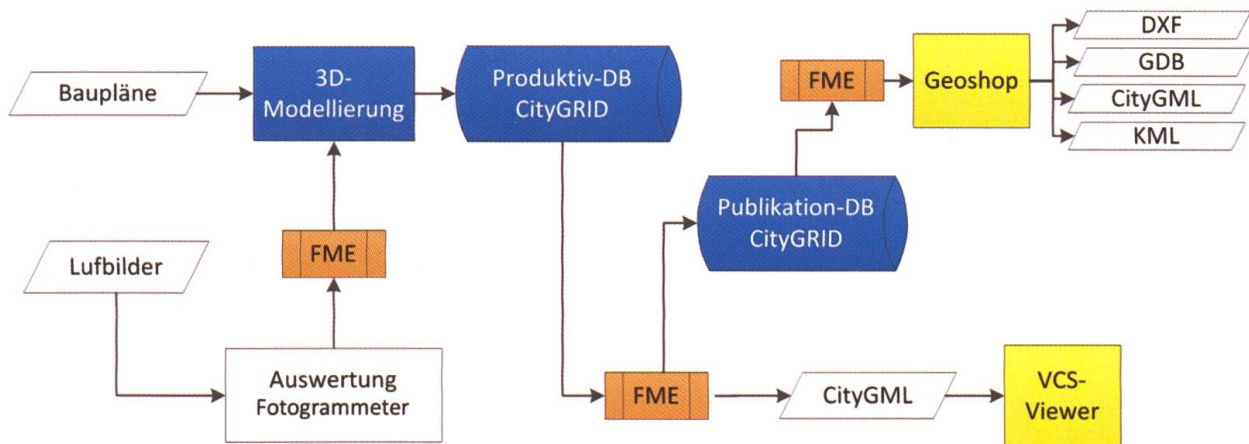 Baupläne
3D-
Modellierung
Produktiv-DB
CityGRID
FME
Geoshop
DXF
GDB
CityGML
KML
Publikation-DB
CityGRID
FME
Lufbilder
Auswertung
Fotogrammeter
FME
CityGML
VCS-
Viewer